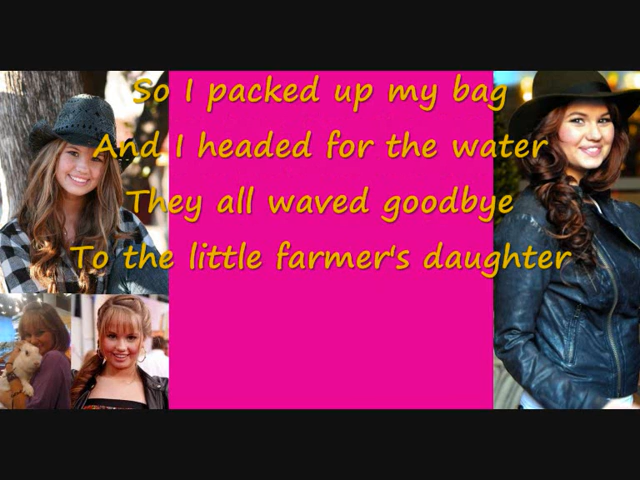 So I packed up my bag
And I headed for the water
They all waved goodbye
To the little farmer's daughter